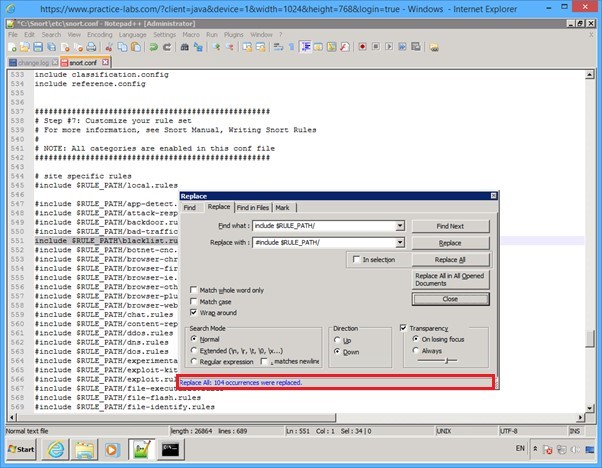 https://www.practice-labs.com/?client=java&device=1&width=1024&height=768&login=true - Windows - Internet Explorer
*C:\Snort\etc\snort.conf - Notepad++ [Administrator]
File Edit Search View Encoding Language Settings Macro Run Plugins Window ?
X
change.log snort.conf
533 include classification.config
534 include reference.config
535
536
537 ##################################################
538 # Step #7: Customize your rule set
539 # For more information, see Snort Manual, Writing Snort Rules
540 #
541 # NOTE: All categories are enabled in this conf file
542 ##################################################
543
544 # site specific rules
545 #include $RULE_PATH/local.rules
546
547 #include $RULE_PATH/app-detect.
548 #include $RULE_PATH/attack-resp
549 #include $RULE_PATH/backdoor.ru
550 #include $RULE_PATH/bad-traffic
551 include $RULE_PATH\blacklist.ru
552 #include $RULE_PATH/botnet-cnc.
553 #include $RULE_PATH/browser-chr
554 #include $RULE_PATH/browser-fir
555 #include $RULE_PATH/browser-ie.
556 #include $RULE_PATH/browser-oth
557 #include $RULE_PATH/browser-plu
558 #include $RULE_PATH/browser-web
559 #include $RULE_PATH/chat.rules
560 #include $RULE_PATH/content-rep
561 #include $RULE_PATH/ddos.rules
562 #include $RULE_PATH/dns.rules
563 #include $RULE_PATH/dos.rules
564 #include $RULE_PATH/experimenta
565 #include $RULE_PATH/exploit-kit
566 #include $RULE_PATH/exploit.rul
567 #include $RULE_PATH/file-executable.rules
568 #include $RULE_PATH/file-flash.rules
569 #include $RULE_PATH/file-identify.rules
Replace
Find Replace Find in Files Mark
Find what : include $RULE_PATH/ Find Next
Replace with : #include $RULE_PATH/ Replace
In selection Replace All
Replace All in All Opened
Documents
Close
Match whole word only
Match case
Wrap around
Search Mode Direction Transparency
Normal Up On losing focus
Extended (\n, \r, \t, \0, \x...) Down Always
Regular expression . matches newline
Replace All: 104 occurrences were replaced.
Normal text file length : 26864 lines : 689 Ln : 551 Col : 1 Sel : 34 | 0 UNIX UTF-8 INS
Start EN